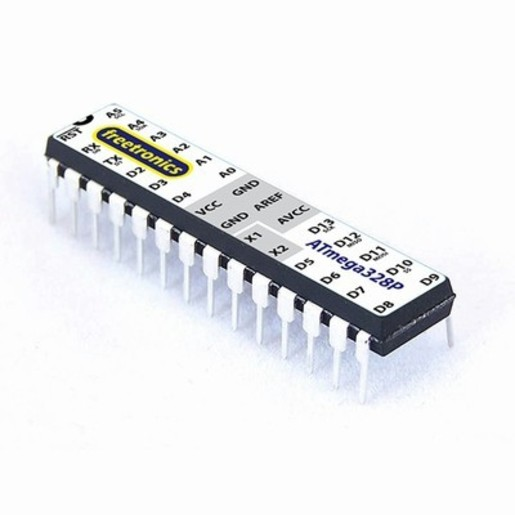 RST
RX
TX
D2
D3
D4
VCC
GND
X1
X2
D5
D6
D7
D8
A5
A4
A3
A2
A1
A0
GND
AREF
AVCC
D13
D12
D11
D10
D9
freetronics
ATmega328P